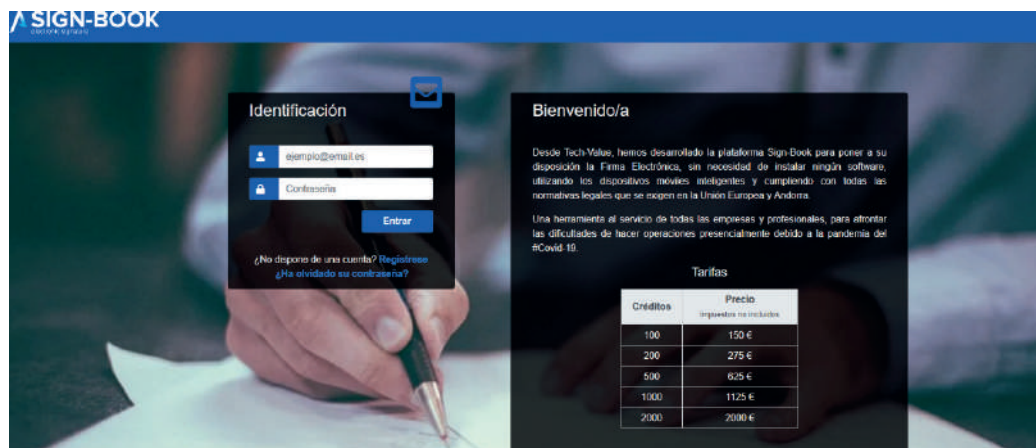 SIGN-BOOK
electronic signature
Identificación
ejemplo@email.es
Contraseña
Entrar
¿No dispone de una cuenta? Regístrese
¿Ha olvidado su contraseña?
Bienvenido/a
Desde Tech-Value, hemos desarrollado la plataforma Sign-Book para poner a su
disposición la Firma Electrónica, sin necesidad de instalar ningún software,
utilizando los dispositivos móviles inteligentes y cumpliendo con todas las
normativas legales que se exigen en la Unión Europea y Andorra.
Una herramienta al servicio de todas las empresas y profesionales, para afrontar
las dificultades de hacer operaciones presencialmente debido a la pandemia del
#Covid-19.
Tarifas
Créditos Precio
impuestos no incluidos
100 150 €
200 275 €
500 625 €
1000 1125 €
2000 2000 €